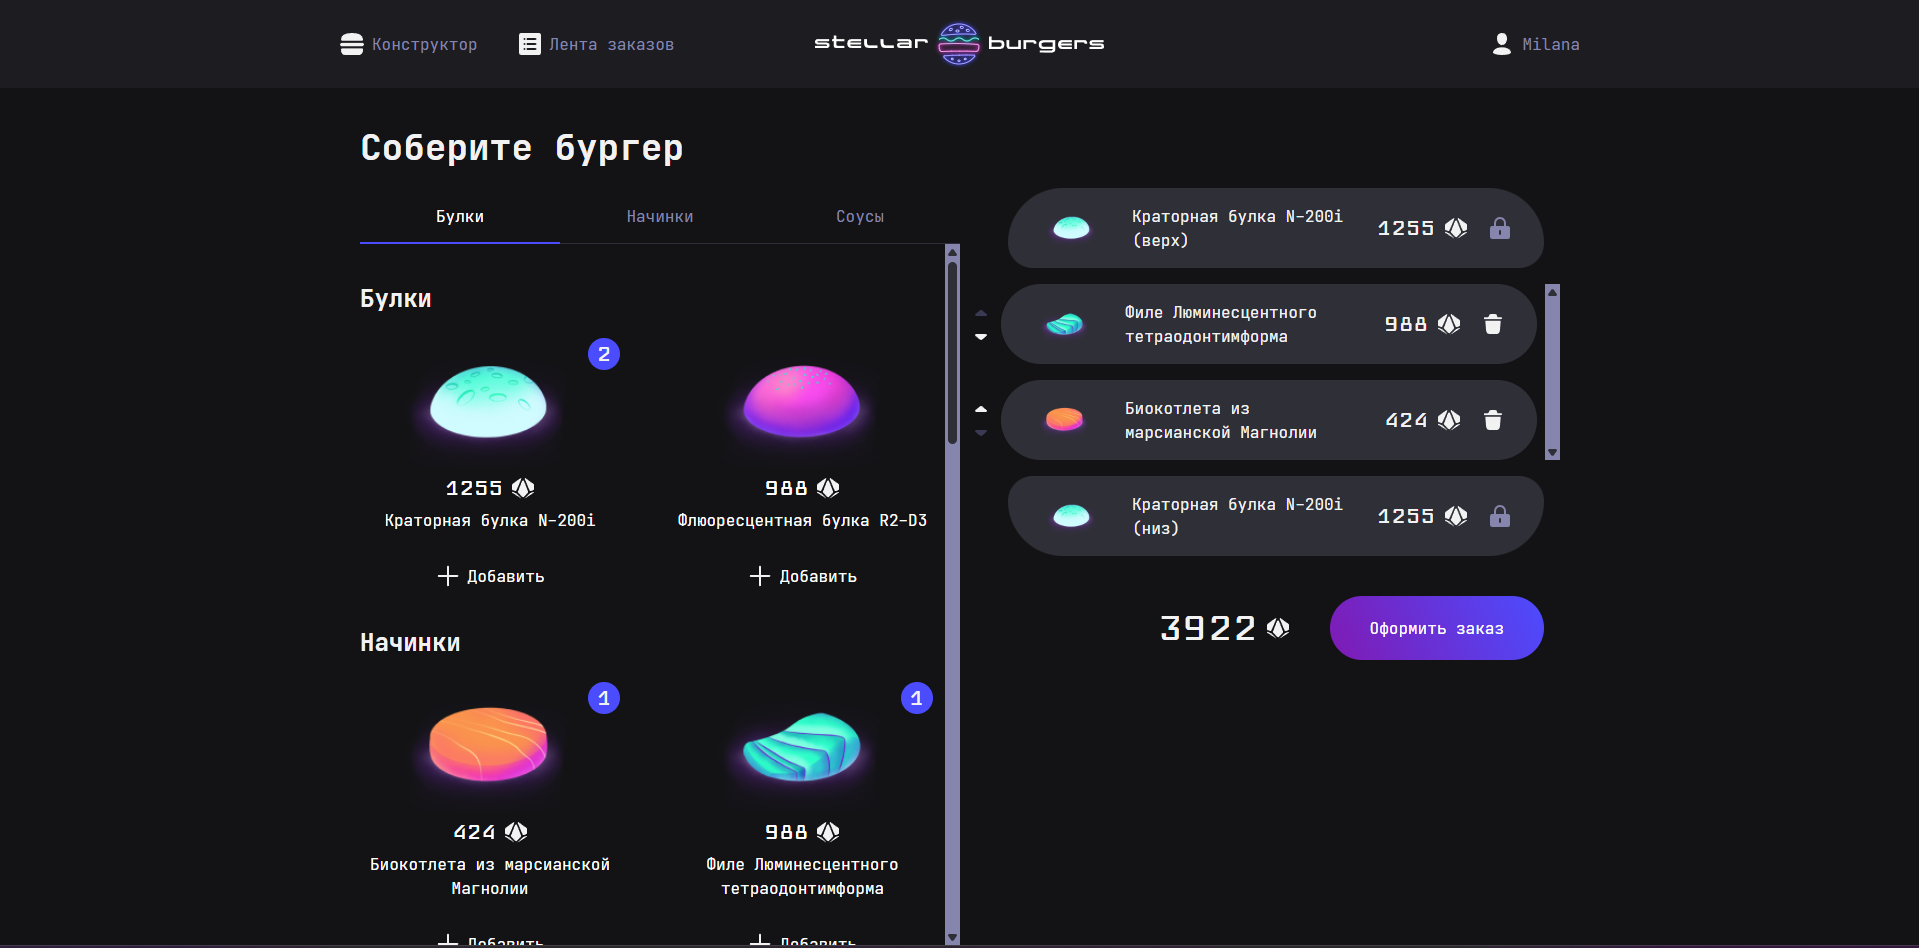 Конструктор
Лента заказов
stellar burgers
Milana
Соберите бургер
Булки
Начинки
Соусы
Булки
2
1255
Краторная булка N-200i
Добавить
988
Флюоресцентная булка R2-D3
Добавить
Начинки
1
424
Биокотлета из марсианской
Магнолии
Добавить
1
988
Филе Люминесцентного
тетраодонтимформа
Добавить
Краторная булка N-200i
(верх)
1255
Филе Люминесцентного
тетраодонтимформа
988
Биокотлета из
марсианской Магнолии
424
Краторная булка N-200i
(низ)
1255
3922
Оформить заказ